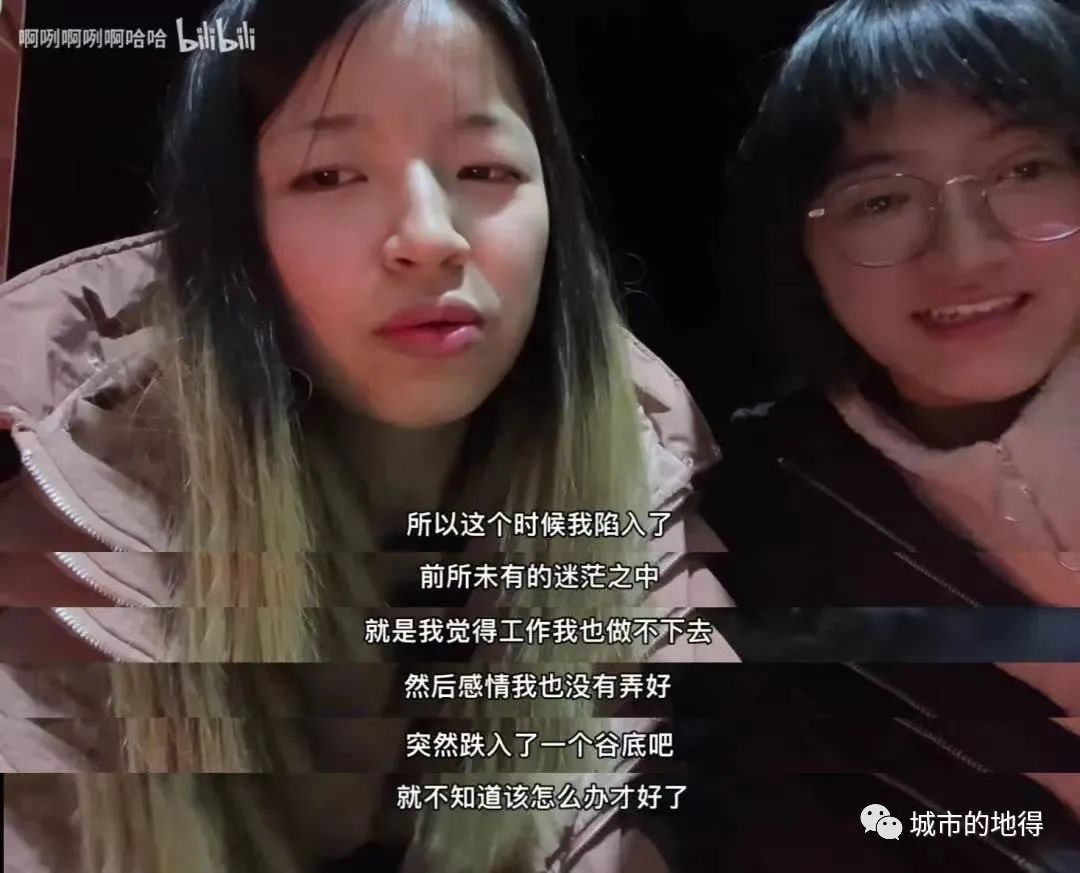 啊咧啊咧啊哈哈 bilibili
所以这个时候我陷入了
前所未有的迷茫之中
就是我觉得工作我也做不下去
然后感情我也没有弄好
突然跌入了一个谷底吧
就不知道该怎么办才好了
城市的地得